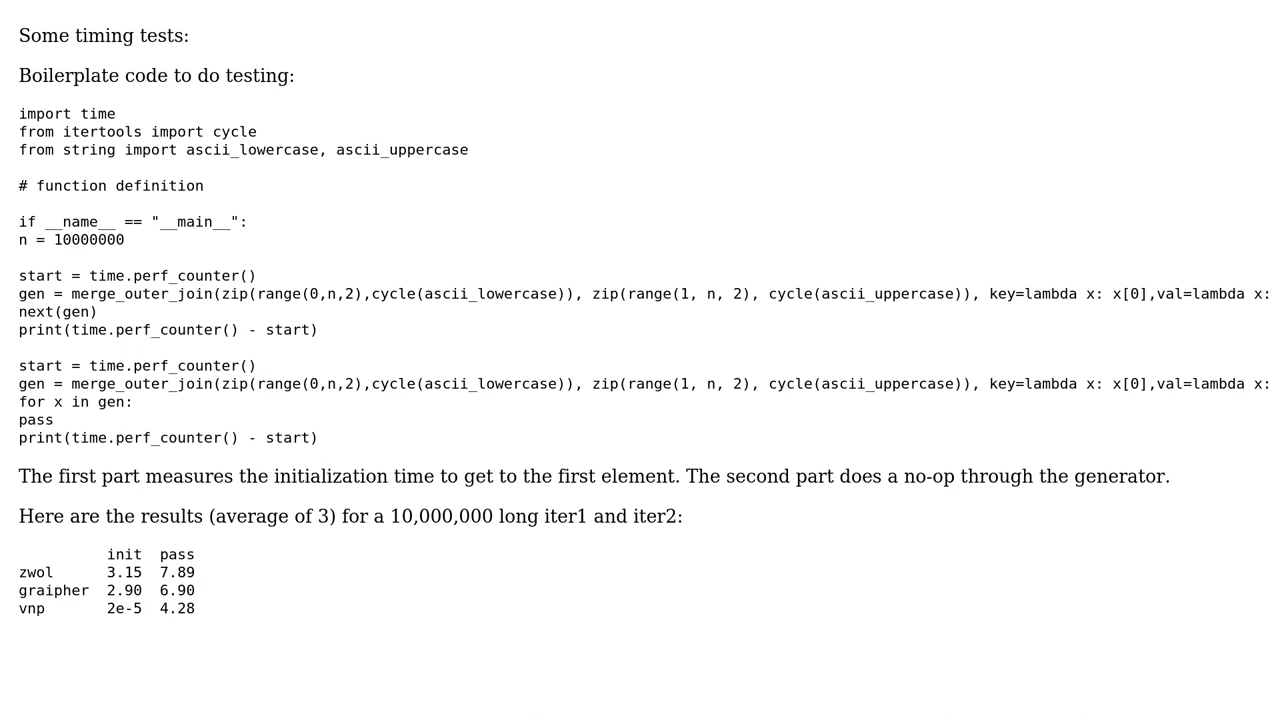 Some timing tests:
Boilerplate code to do testing:
import time
from itertools import cycle
from string import ascii_lowercase, ascii_uppercase
# function definition
if __name__ == "__main__":
n = 10000000
start = time.perf_counter()
gen = merge_outer_join(zip(range(0,n,2),cycle(ascii_lowercase)), zip(range(1, n, 2), cycle(ascii_uppercase)), key=lambda x: x[0],val=lambda x:
next(gen)
print(time.perf_counter() - start)
start = time.perf_counter()
gen = merge_outer_join(zip(range(0,n,2),cycle(ascii_lowercase)), zip(range(1, n, 2), cycle(ascii_uppercase)), key=lambda x: x[0],val=lambda x:
for x in gen:
pass
print(time.perf_counter() - start)
The first part measures the initialization time to get to the first element. The second part does a no-op through the generator.
Here are the results (average of 3) for a 10,000,000 long iter1 and iter2:
init pass
zwol 3.15 7.89
graipher 2.90 6.90
vnp 2e-5 4.28